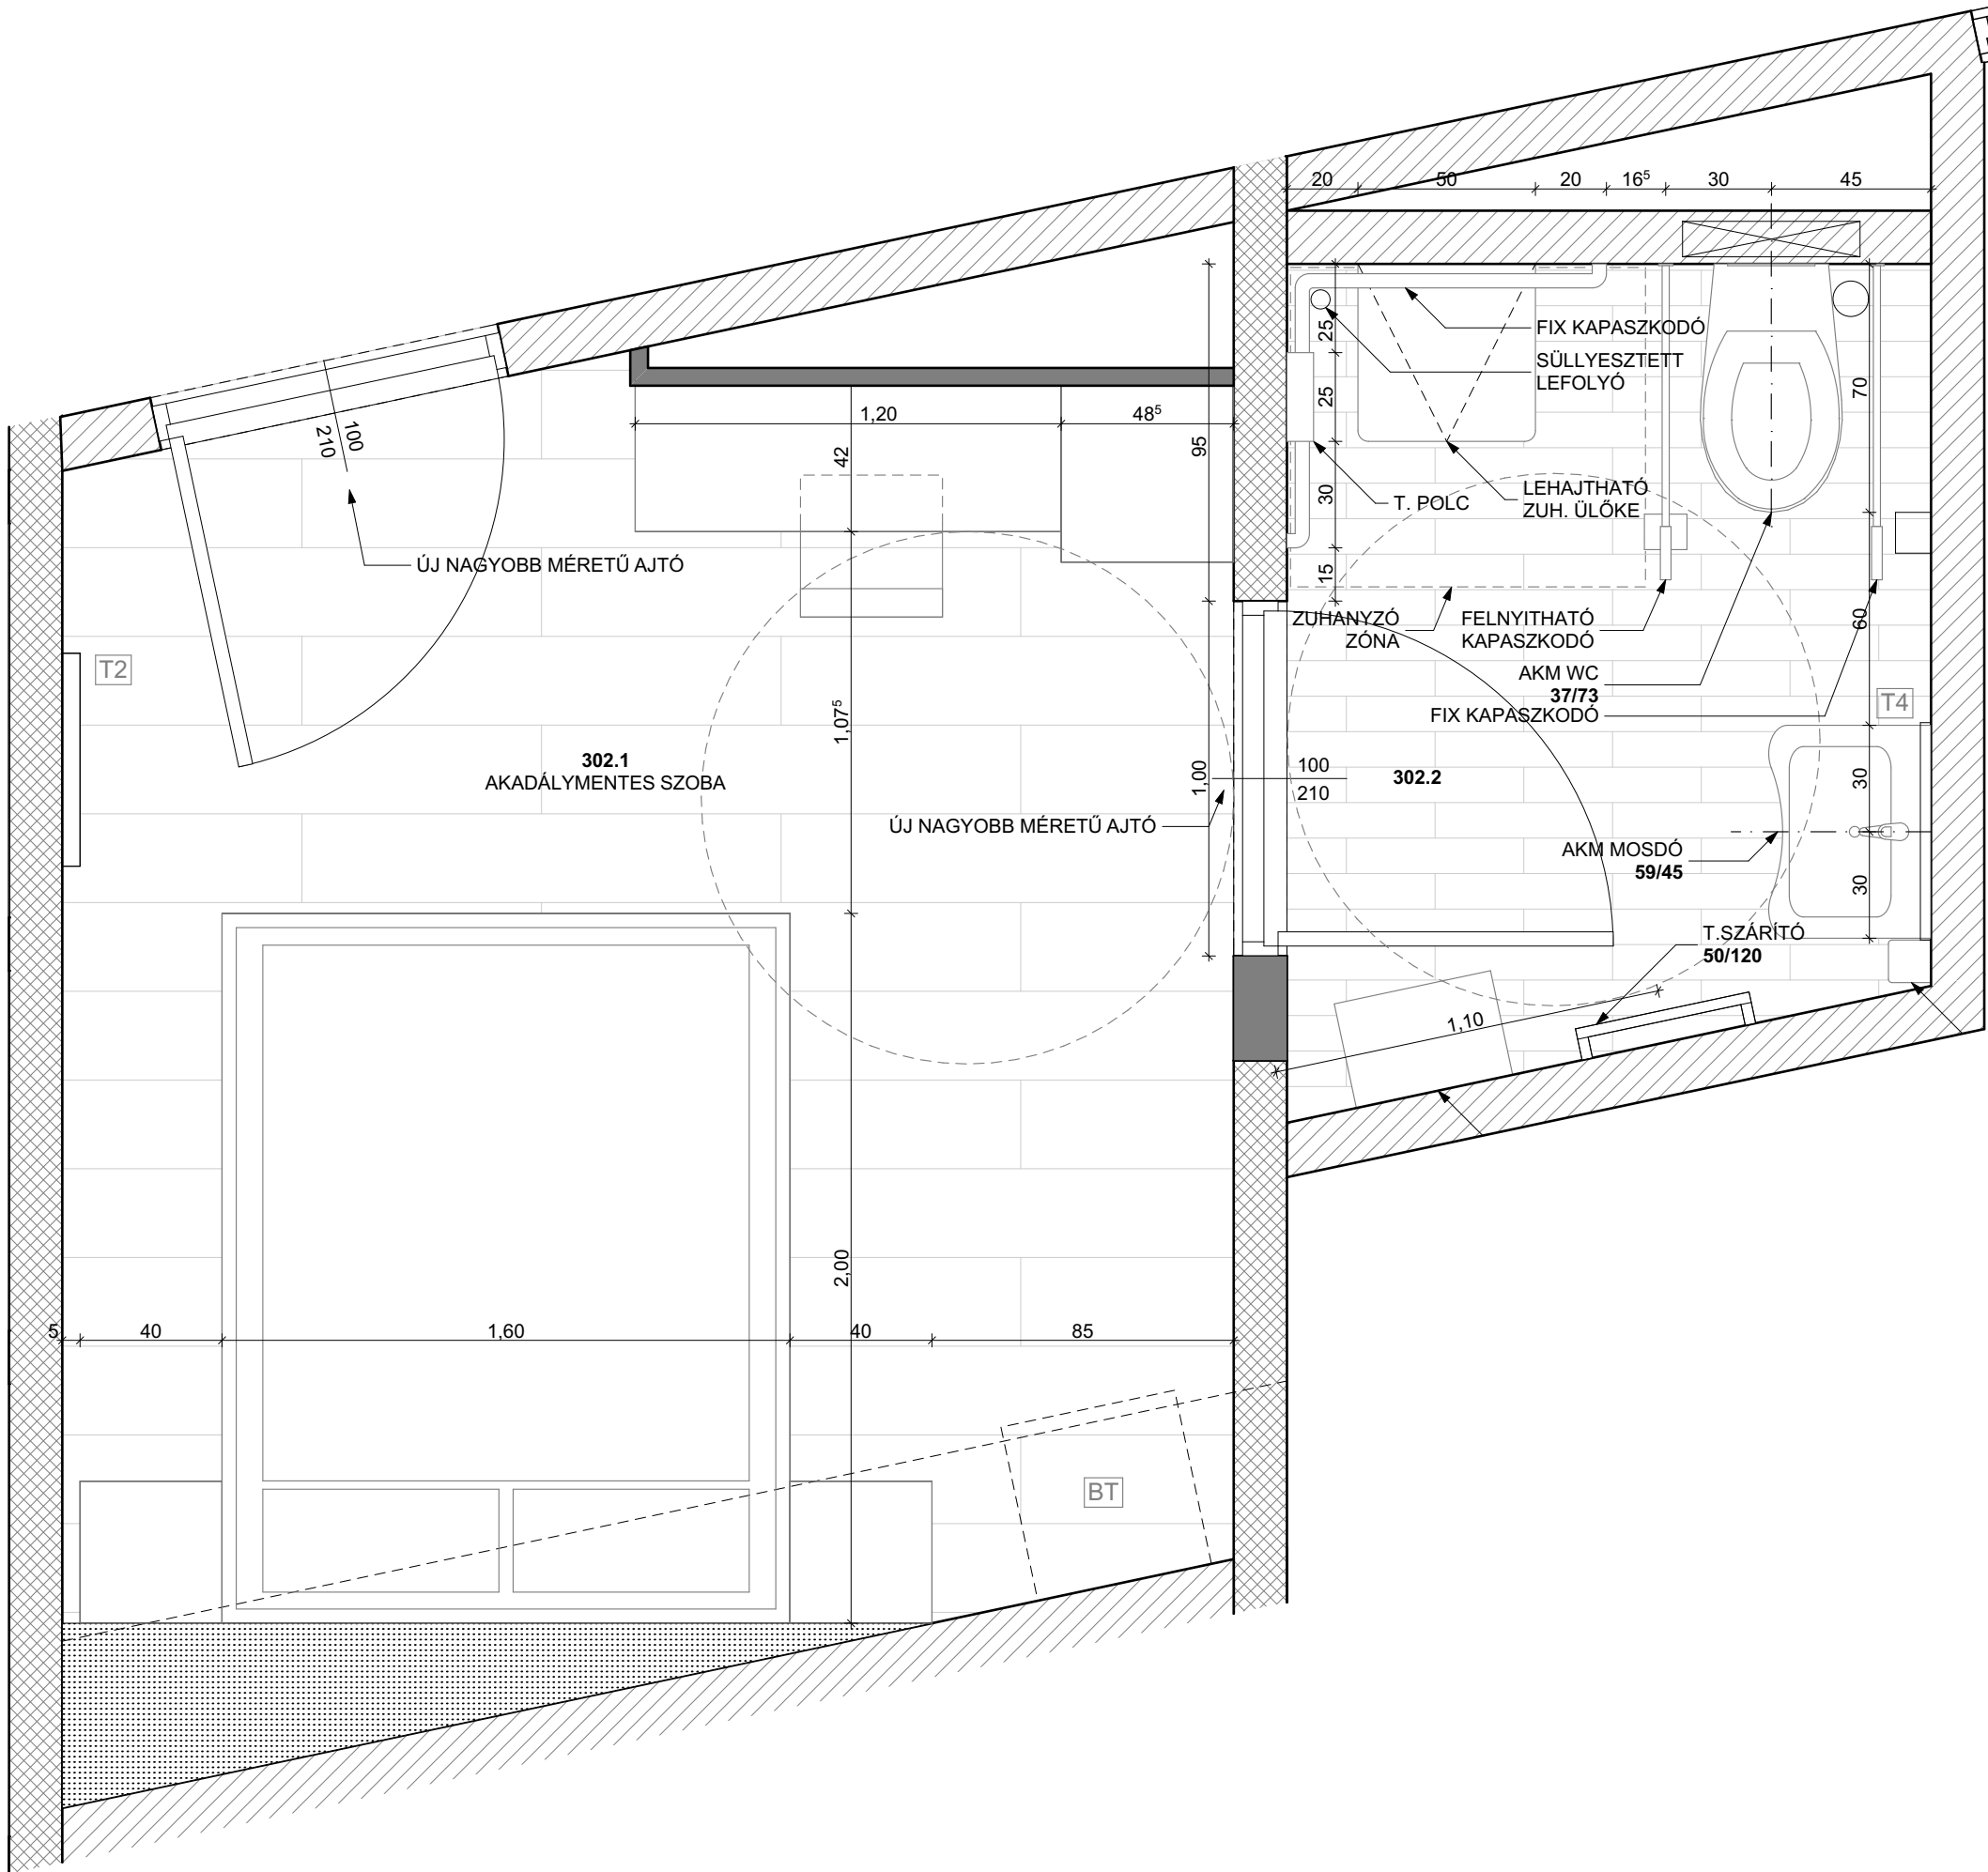 20
50
20
16⁵
30
45
FIX KAPASZKODÓ
SÜLLYESZTETT
LEFOLYÓ
25
25
30
15
70
60
30
30
T. POLC
LEHAJTHATÓ
ZUH. ÜLŐKE
ZUHANYZÓ
ZÓNA
FELNYITHATÓ
KAPASZKODÓ
AKM WC
37/73
FIX KAPASZKODÓ
T4
100
210
302.2
AKM MOSDÓ
59/45
T.SZÁRÍTÓ
50/120
1,10
100
210
1,20
48⁵
42
95
ÚJ NAGYOBB MÉRETŰ AJTÓ
T2
1,07⁵
302.1
AKADÁLYMENTES SZOBA
1,00
ÚJ NAGYOBB MÉRETŰ AJTÓ
2,00
5
40
1,60
40
85
BT